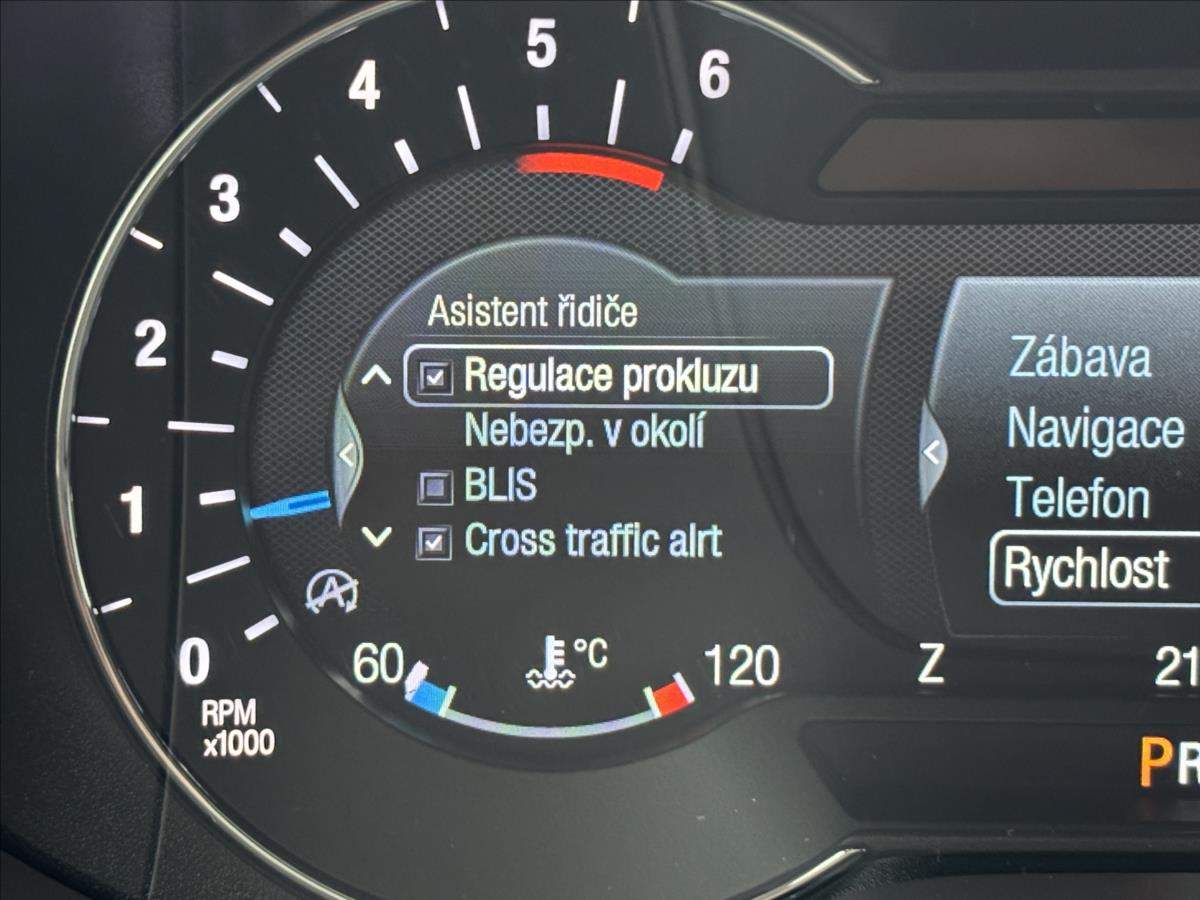 6
5
4
3
2
1
0
RPM
x1000
Asistent řidiče
Regulace prokluzu
Nebezp. v okolí
BLIS
Cross traffic alrt
60
°C
120
Zábava
Navigace
Telefon
Rychlost
Z
21
PR